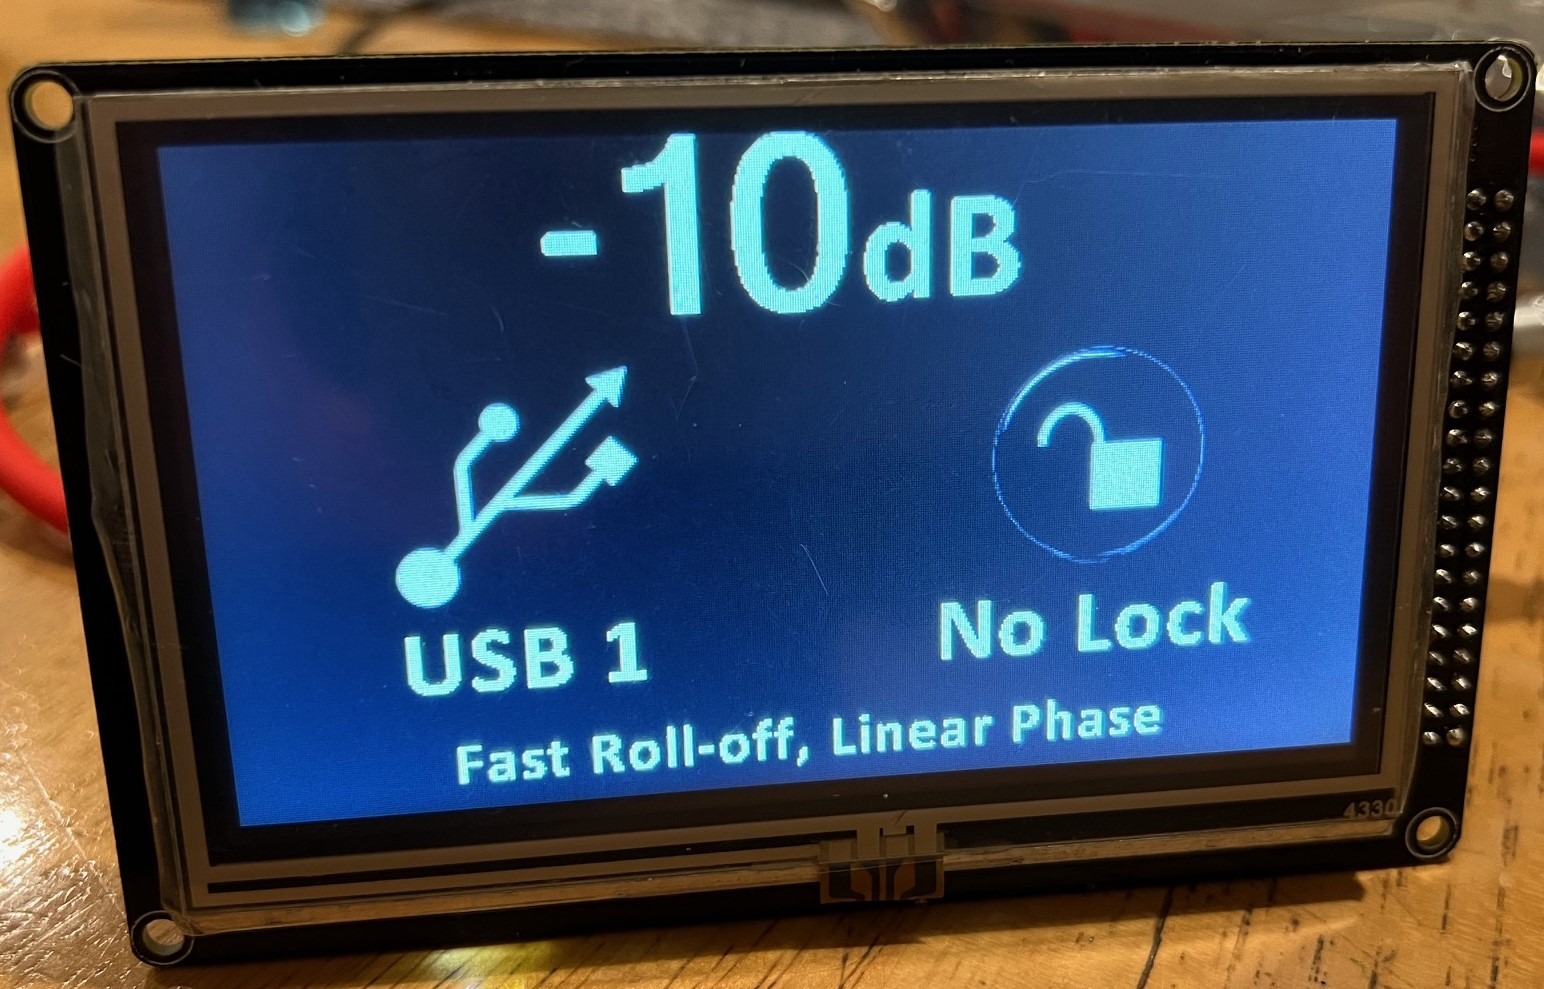 -10dB
USB 1
No Lock
Fast Roll-off, Linear Phase
4330